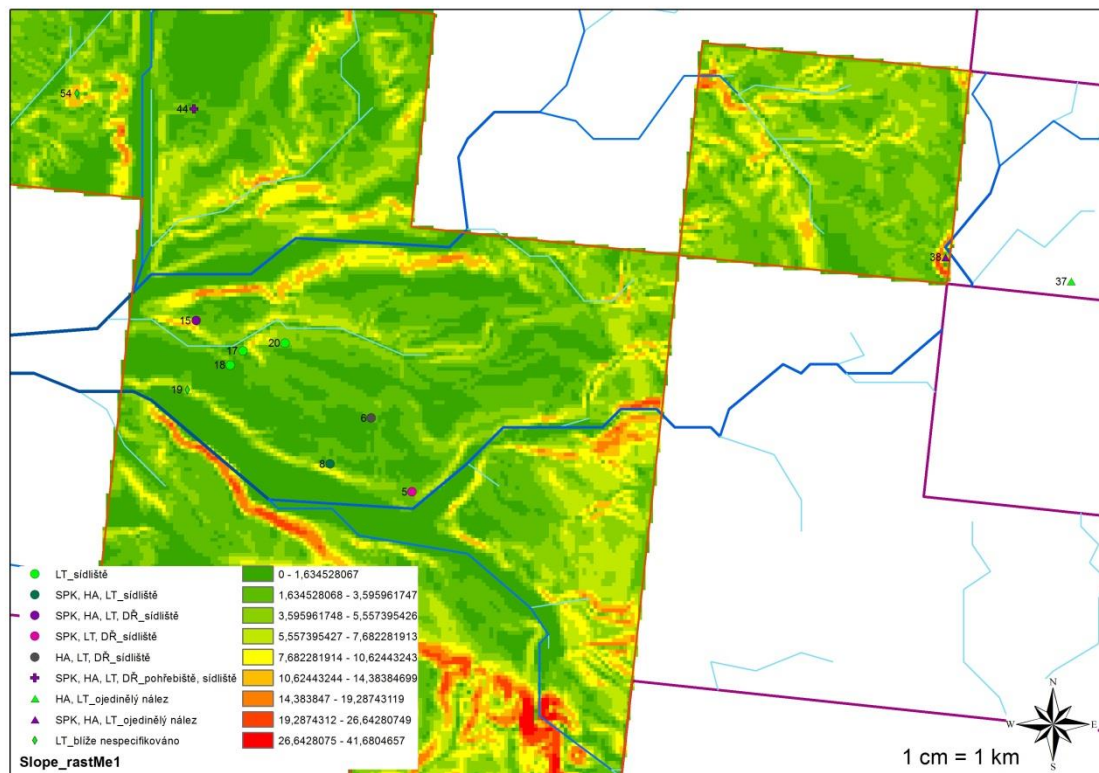 54
44
38
37
15
20
17
18
19
6
8
5
LT_sídliště
SPK, HA, LT_sídliště
SPK, HA, LT, DŘ_sídliště
SPK, LT, DŘ_sídliště
HA, LT, DŘ_sídliště
SPK, HA, LT, DŘ_pohřebiště, sídliště
HA, LT_ojedinělý nález
SPK, HA, LT_ojedinělý nález
LT_blíže nespecifikováno
0 - 1,634528067
1,634528068 - 3,595961747
3,595961748 - 5,557395426
5,557395427 - 7,682281913
7,682281914 - 10,62443243
10,62443244 - 14,38384699
14,383847 - 19,28743119
19,2874312 - 26,64280749
26,6428075 - 41,6804657
Slope_rastMe1
N
W
E
S
1 cm = 1 km